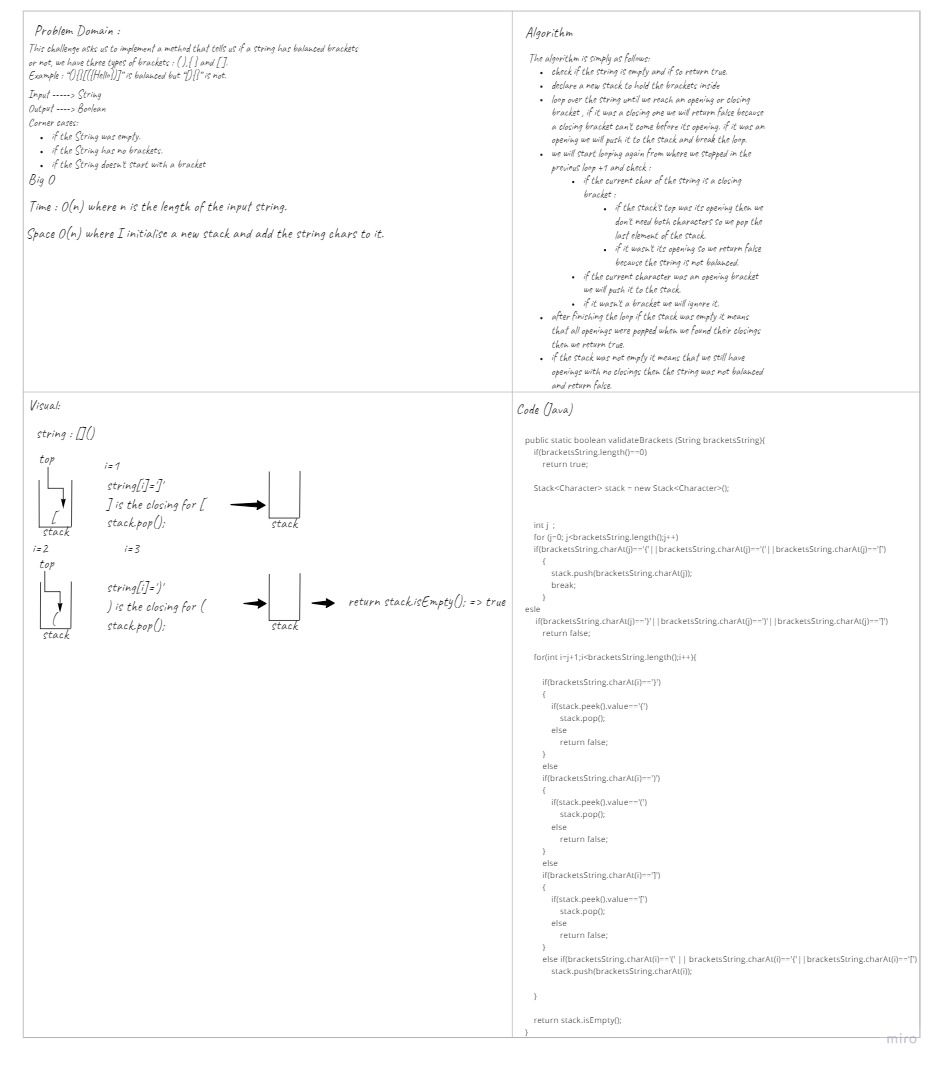 Problem Domain :
This challenge asks us to implement a method that tells us if a string has balanced brackets
or not, we have three types of brackets : ( ),{ } and [ ].
Example : "(){}[({Hello})]" is balanced but "(){}" is not.
Input -----> String
Output ----> Boolean
Corner cases:
• if the String was empty.
• if the String has no brackets.
• if the String doesn't start with a bracket
Big O
Time : O(n) where n is the length of the input string.
Space O(n) where I initialise a new stack and add the string chars to it.
Algorithm
The algorithm is simply as follows:
• check if the string is empty and if so return true.
• declare a new stack to hold the brackets inside
• loop over the string until we reach an opening or closing
bracket , if it was a closing one we will return false because
a closing bracket can't come before its opening. if it was an
opening we will push it to the stack and break the loop.
• we will start looping again from where we stopped in the
previous loop +1 and check :
• if the current char of the string is a closing
bracket :
• if the stack's top was its opening then we
don't need both characters so we pop the
last element of the stack.
• if it wasn't its opening so we return false
because the string is not balanced.
• if the current character was an opening bracket
we will push it to the stack.
• if it wasn't a bracket we will ignore it.
• after finishing the loop if the stack was empty it means
that all openings were popped when we found their closings
then we return true.
• if the stack was not empty it means that we still have
openings with no closings then the string was not balanced
and return false.
Visual:
string : []()
top
[
stack
i=1
string[i]=']'
] is the closing for [
stack.pop();
stack
i=2
i=3
top
(
stack
string[i]=')'
) is the closing for (
stack.pop();
stack
return stack.isEmpty(); => true
Code (Java)
public static boolean validateBrackets (String bracketsString){
if(bracketsString.length()==0)
return true;
Stack<Character> stack = new Stack<Character>();
int j ;
for (j=0; j<bracketsString.length();j++)
if(bracketsString.charAt(j)=='{'||bracketsString.charAt(j)=='('||bracketsString.charAt(j)=='[')
{
stack.push(bracketsString.charAt(j));
break;
}
esle
if(bracketsString.charAt(j)=='}'||bracketsString.charAt(j)==')'||bracketsString.charAt(j)==']')
return false;
for(int i=j+1;i<bracketsString.length();i++){
if(bracketsString.charAt(i)=='}')
{
if(stack.peek().value=='{')
stack.pop();
else
return false;
}
else
if(bracketsString.charAt(i)==')')
{
if(stack.peek().value=='(')
stack.pop();
else
return false;
}
else
if(bracketsString.charAt(i)==']')
{
if(stack.peek().value=='[')
stack.pop();
else
return false;
}
else if(bracketsString.charAt(i)=='(' || bracketsString.charAt(i)=='{'||bracketsString.charAt(i)=='[')
stack.push(bracketsString.charAt(i));
}
return stack.isEmpty();
}
miro